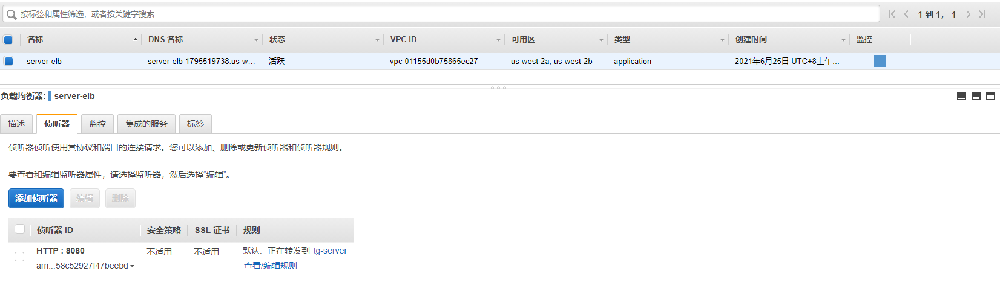 按标签和属性筛选，或者按关键字搜索
1 到 1， 1
名称 DNS 名称 状态 VPC ID 可用区 类型 创建时间 监控
server-elb server-elb-1795519738.us-w... 活跃 vpc-01155d0b75865ec27 us-west-2a, us-west-2b application 2021年6月25日 UTC+8上午...
负载均衡器: server-elb
描述 侦听器 监控 集成的服务 标签
侦听器侦听使用其协议和端口的连接请求。您可以添加、删除或更新侦听器和侦听器规则。
要查看和编辑监听器属性，请选择监听器，然后选择“编辑”。
添加侦听器 编辑 删除
侦听器 ID 安全策略 SSL 证书 规则
HTTP : 8080 不适用 不适用 默认: 正在转发到 tg-server
arn...58c52927f47beebd 查看/编辑规则